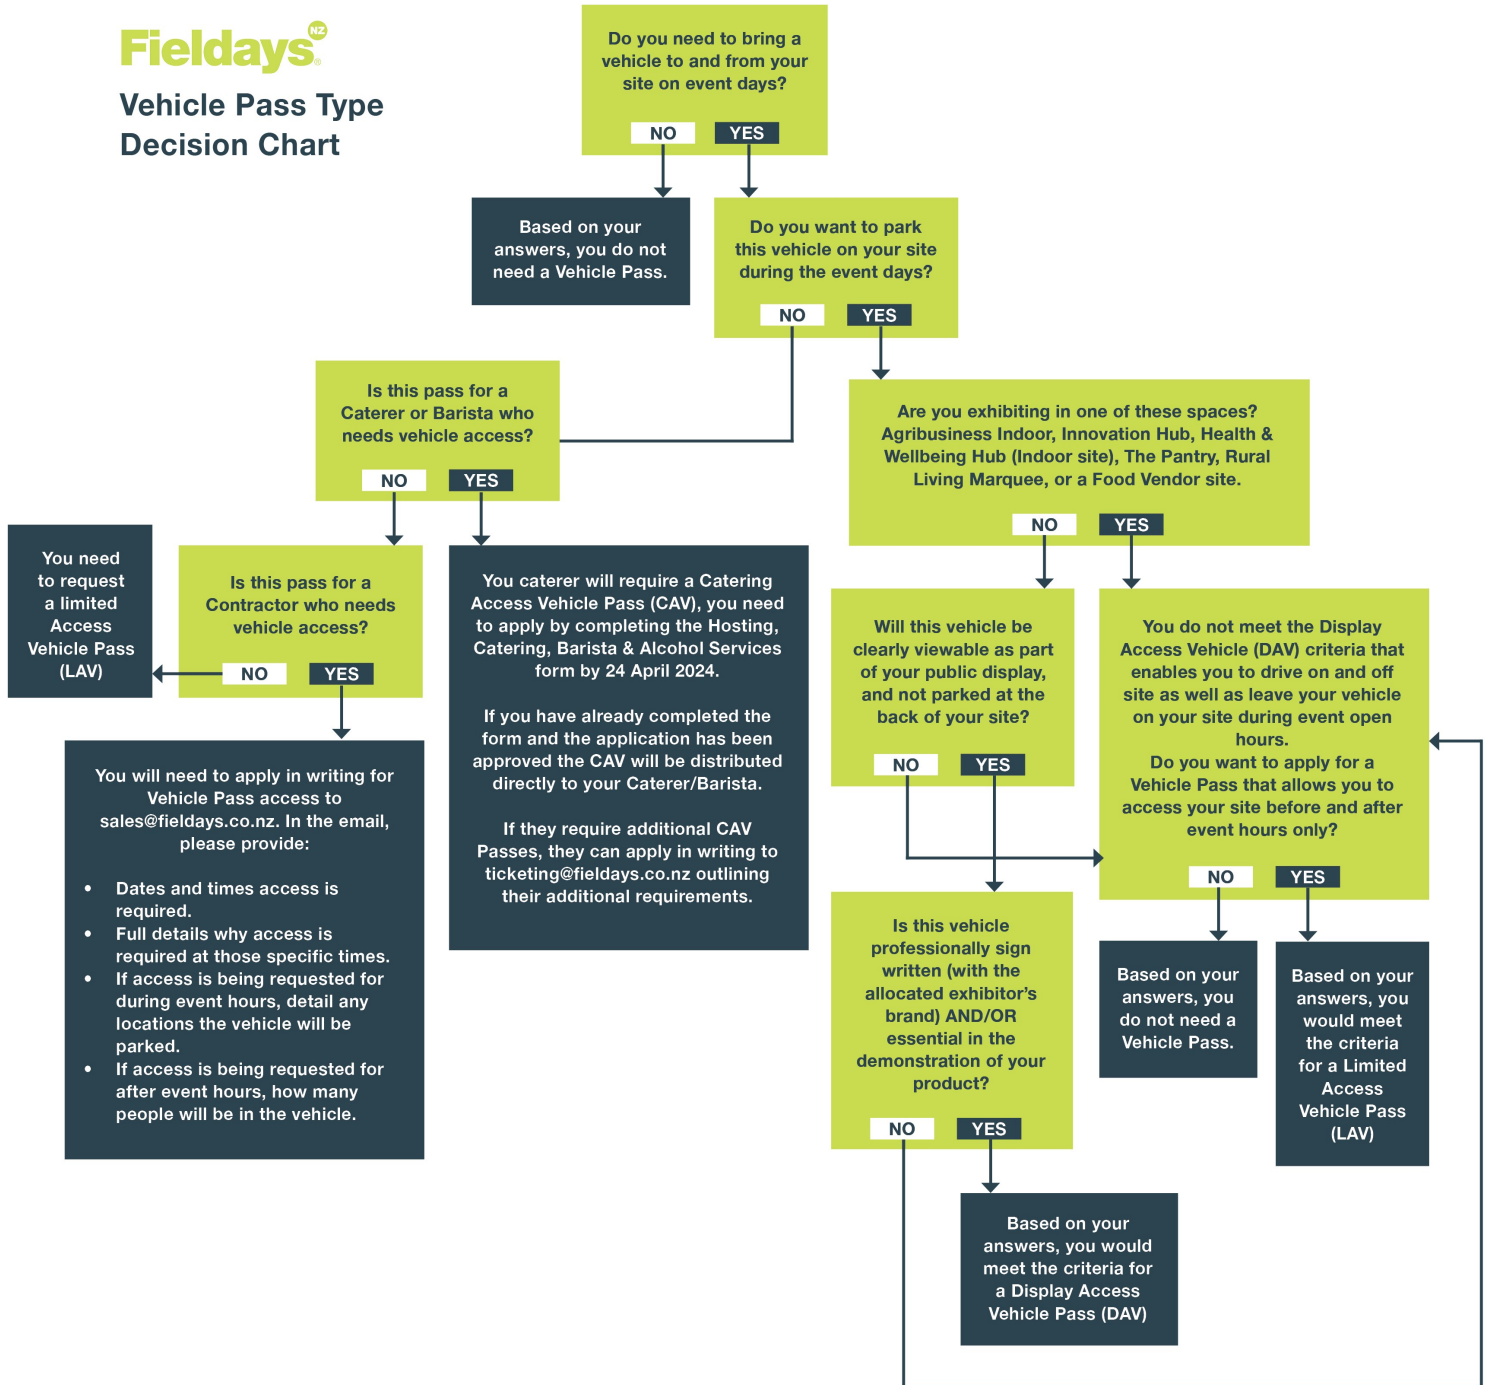 Fieldays NZ
Vehicle Pass Type
Decision Chart
Do you need to bring a
vehicle to and from your
site on event days?
NO
YES
Based on your
answers, you do not
need a Vehicle Pass.
Do you want to park
this vehicle on your site
during the event days?
NO
YES
Is this pass for a
Caterer or Barista who
needs vehicle access?
NO
YES
Are you exhibiting in one of these spaces?
Agribusiness Indoor, Innovation Hub, Health &
Wellbeing Hub (Indoor site), The Pantry, Rural
Living Marquee, or a Food Vendor site.
NO
YES
You need
to request
a limited
Access
Vehicle Pass
(LAV)
Is this pass for a
Contractor who needs
vehicle access?
NO
YES
You caterer will require a Catering
Access Vehicle Pass (CAV), you need
to apply by completing the Hosting,
Catering, Barista & Alcohol Services
form by 24 April 2024.
If you have already completed the
form and the application has been
approved the CAV will be distributed
directly to your Caterer/Barista.
If they require additional CAV
Passes, they can apply in writing to
ticketing@fieldays.co.nz outlining
their additional requirements.
Will this vehicle be
clearly viewable as part
of your public display,
and not parked at the
back of your site?
NO
YES
You do not meet the Display
Access Vehicle (DAV) criteria that
enables you to drive on and off
site as well as leave your vehicle
on your site during event open
hours.
Do you want to apply for a
Vehicle Pass that allows you to
access your site before and after
event hours only?
NO
YES
You will need to apply in writing for
Vehicle Pass access to
sales@fieldays.co.nz. In the email,
please provide:
• Dates and times access is
required.
• Full details why access is
required at those specific times.
• If access is being requested for
during event hours, detail any
locations the vehicle will be
parked.
• If access is being requested for
after event hours, how many
people will be in the vehicle.
Is this vehicle
professionally sign
written (with the
allocated exhibitor's
brand) AND/OR
essential in the
demonstration of your
product?
NO
YES
Based on your
answers, you
do not need a
Vehicle Pass.
Based on your
answers, you
would meet
the criteria
for a Limited
Access
Vehicle Pass
(LAV)
Based on your
answers, you would
meet the criteria for
a Display Access
Vehicle Pass (DAV)